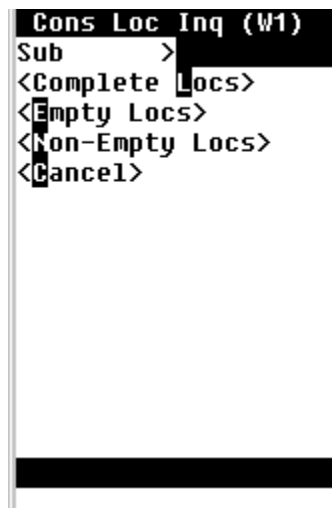 Cons Loc Inq (W1)
Sub >
<Complete Locs>
<Empty Locs>
<Non-Empty Locs>
<Cancel>